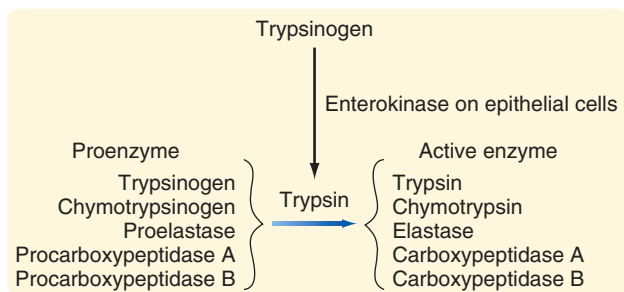 Trypsinogen
Enterokinase on epithelial cells
Proenzyme
Trypsinogen
Chymotrypsinogen
Proelastase
Procarboxypeptidase A
Procarboxypeptidase B
Trypsin
Active enzyme
Trypsin
Chymotrypsin
Elastase
Carboxypeptidase A
Carboxypeptidase B